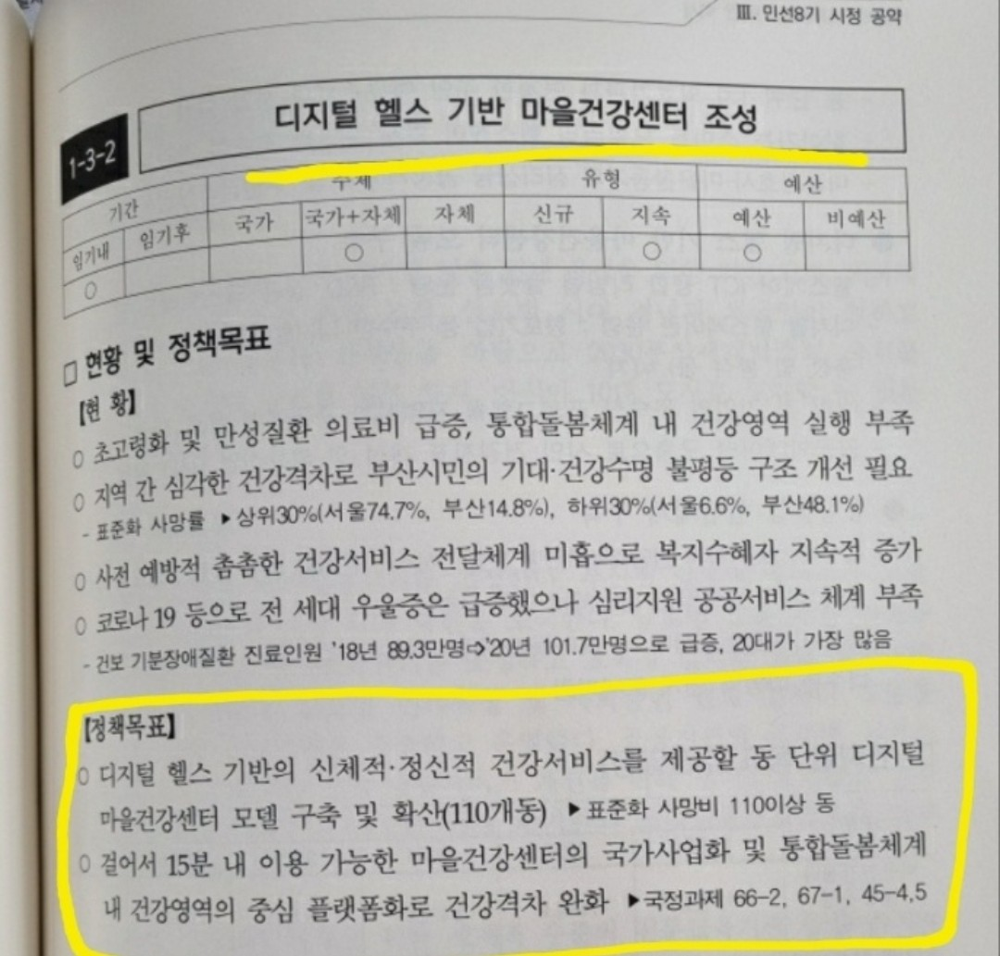 Ⅲ. 민선8기 시정 공약
1-3-2
디지털 헬스 기반 마을건강센터 조성
기간 주체 유형 예산
임기내 임기후 국가 국가+자체 자체 신규 지속 예산 비예산
○ ○ ○ ○
□ 현황 및 정책목표
【현 황】
○ 초고령화 및 만성질환 의료비 급증, 통합돌봄체계 내 건강영역 실행 부족
○ 지역 간 심각한 건강격차로 부산시민의 기대·건강수명 불평등 구조 개선 필요
- 표준화 사망률 ▶상위30%(서울74.7%, 부산14.8%), 하위30%(서울6.6%, 부산48.1%)
○ 사전 예방적 촘촘한 건강서비스 전달체계 미흡으로 복지수혜자 지속적 증가
○ 코로나 19 등으로 전 세대 우울증은 급증했으나 심리지원 공공서비스 체계 부족
- 건보 기분장애질환 진료인원 '18년 89.3만명⇨'20년 101.7만명으로 급증, 20대가 가장 많음
【정책목표】
○ 디지털 헬스 기반의 신체적·정신적 건강서비스를 제공할 동 단위 디지털
마을건강센터 모델 구축 및 확산(110개동) ▶표준화 사망비 110이상 동
○ 걸어서 15분 내 이용 가능한 마을건강센터의 국가사업화 및 통합돌봄체계
내 건강영역의 중심 플랫폼화로 건강격차 완화 ▶국정과제 66-2, 67-1, 45-4,5